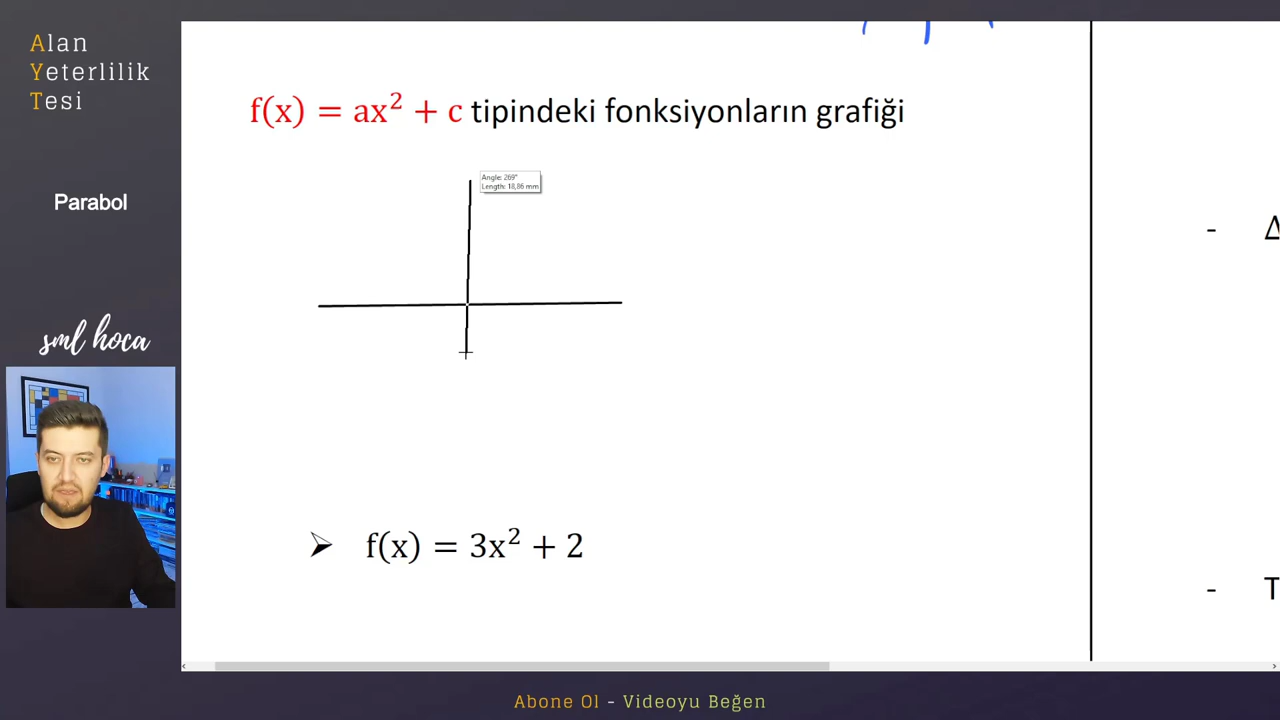 Alan
Yeterlilik
Tesi
Parabol
sml hoca
f(x) = ax² + c tipindeki fonksiyonların grafiği
Angle: 269°
Length: 18,86 mm
➢ f(x) = 3x² + 2
- Δ
- T
Abone Ol - Videoyu Beğen